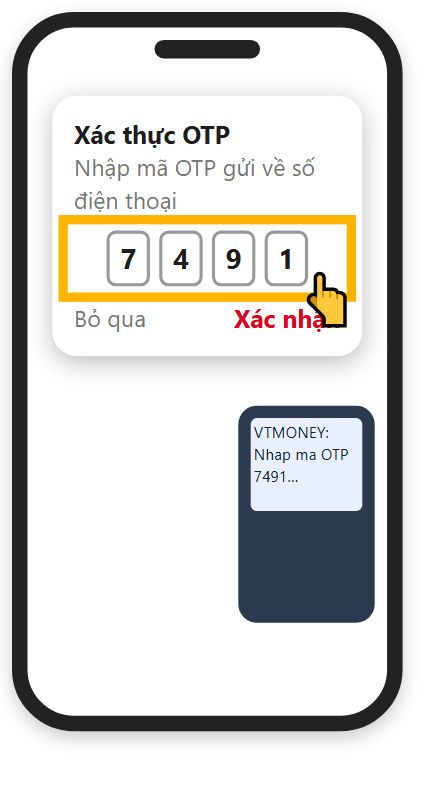 Xác thực OTP
Nhập mã OTP gửi về số
điện thoại
7 4 9 1
Bỏ qua Xác nhận
VTMONEY:
Nhap ma OTP
7491...